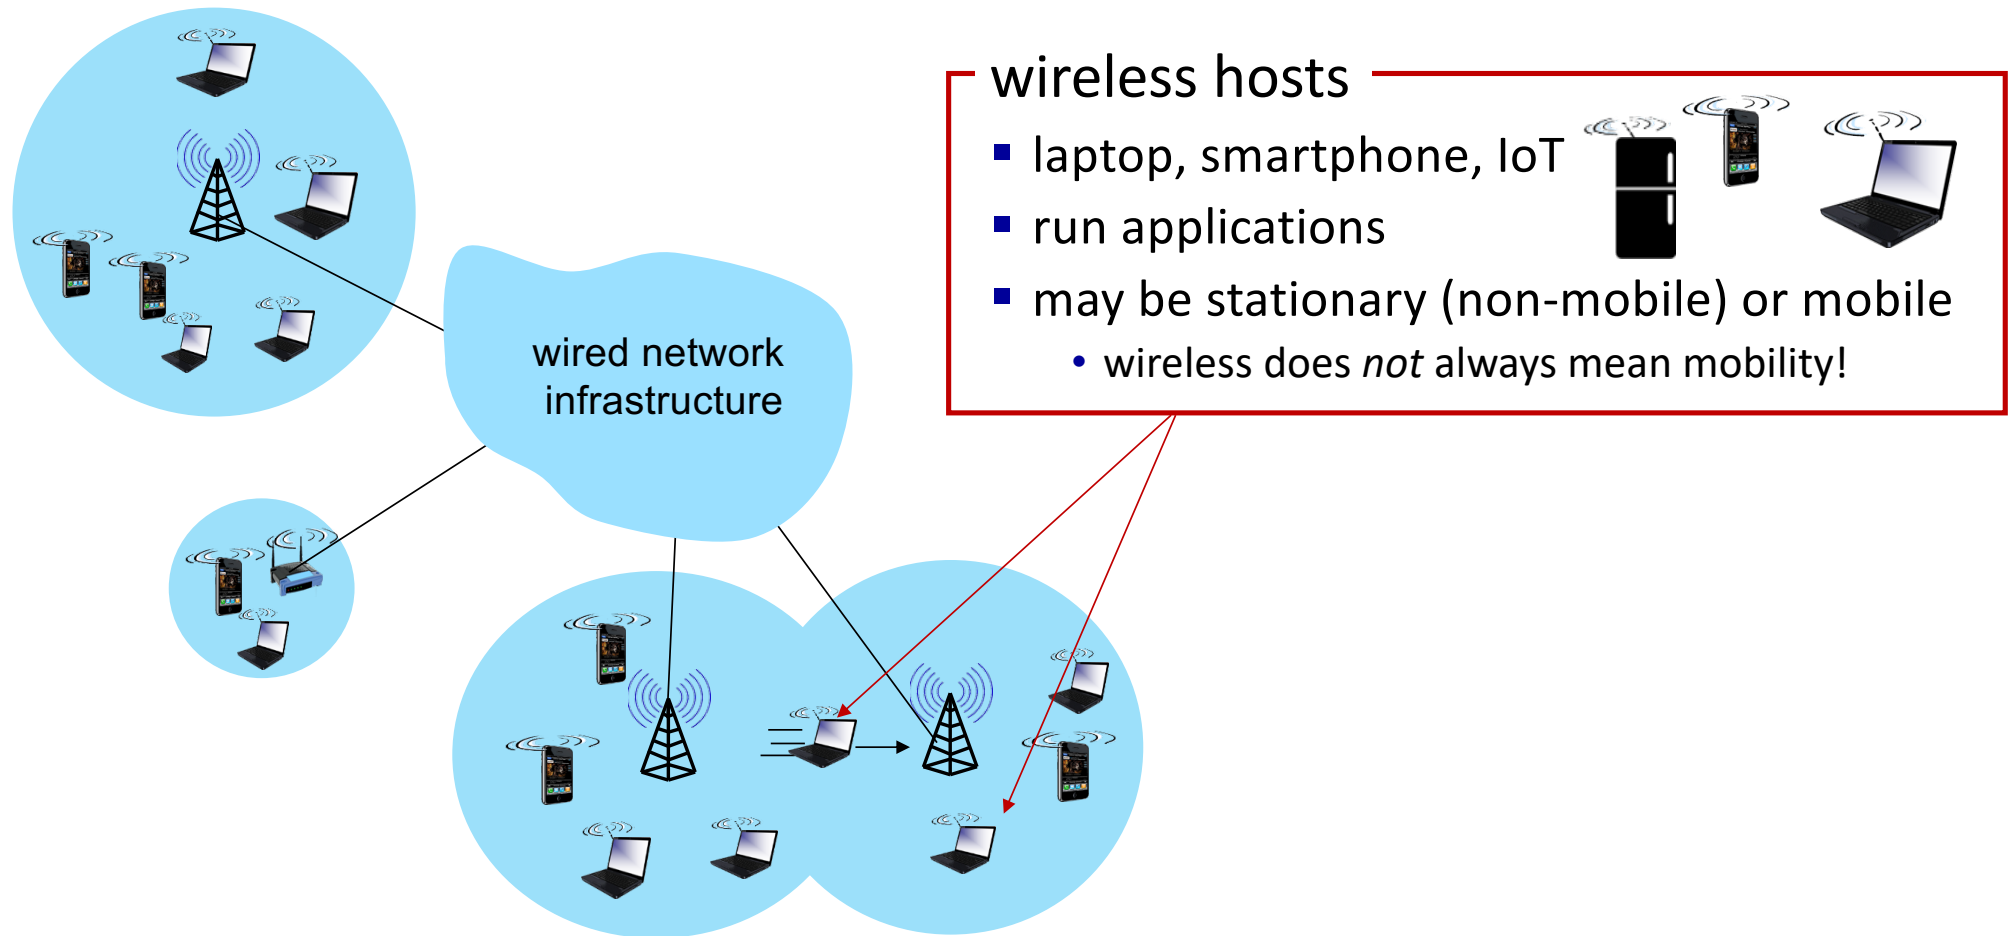 wireless hosts
laptop, smartphone, IoT
run applications
may be stationary (non-mobile) or mobile
wireless does not always mean mobility!
wired network
infrastructure